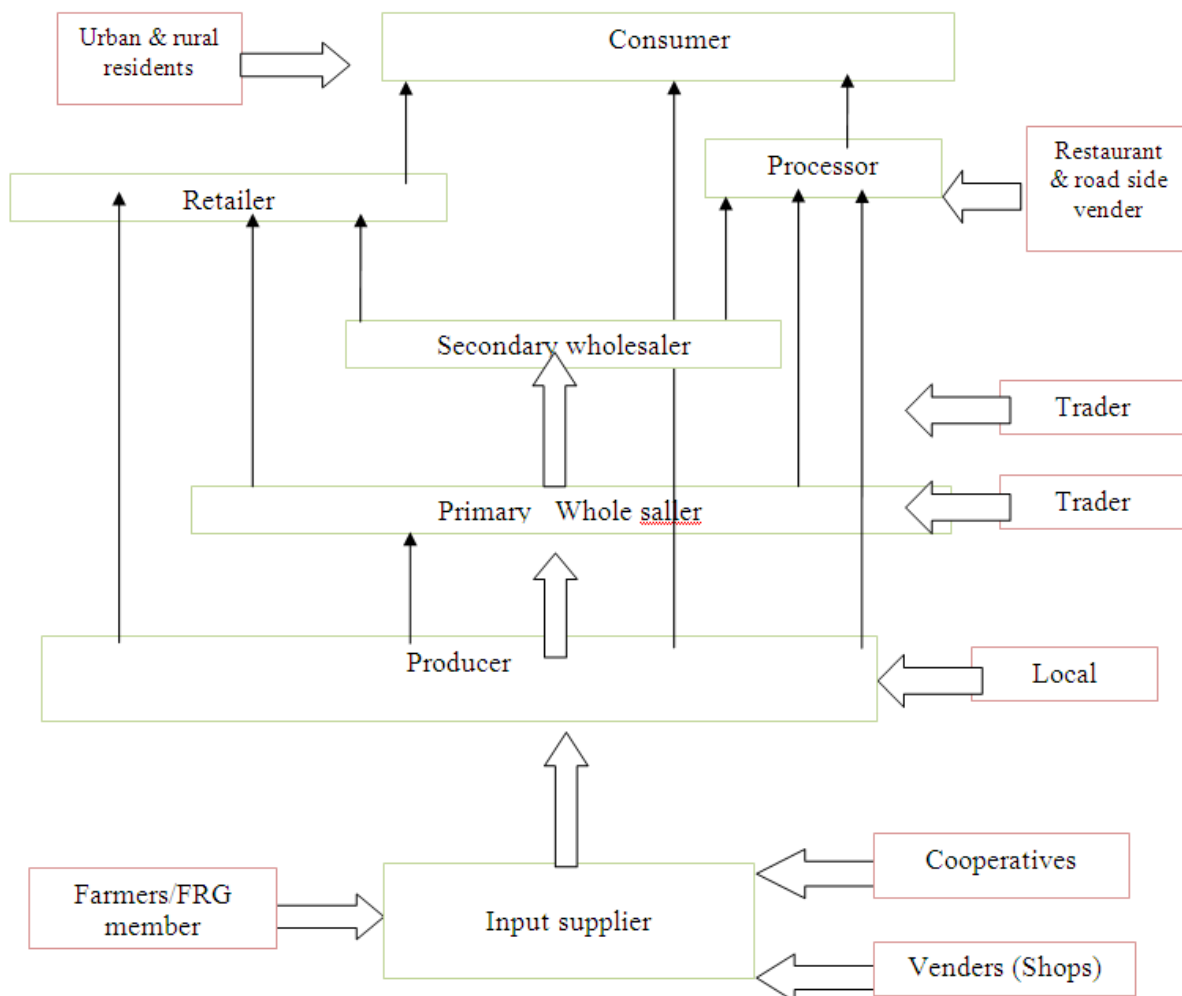 Urban & rural
residents
Consumer
Processor
Restaurant
& road side
vender
Retailer
Secondary wholesaler
Trader
Primary Whole saller
Trader
Producer
Local
Cooperatives
Farmers/FRG
member
Input supplier
Venders (Shops)